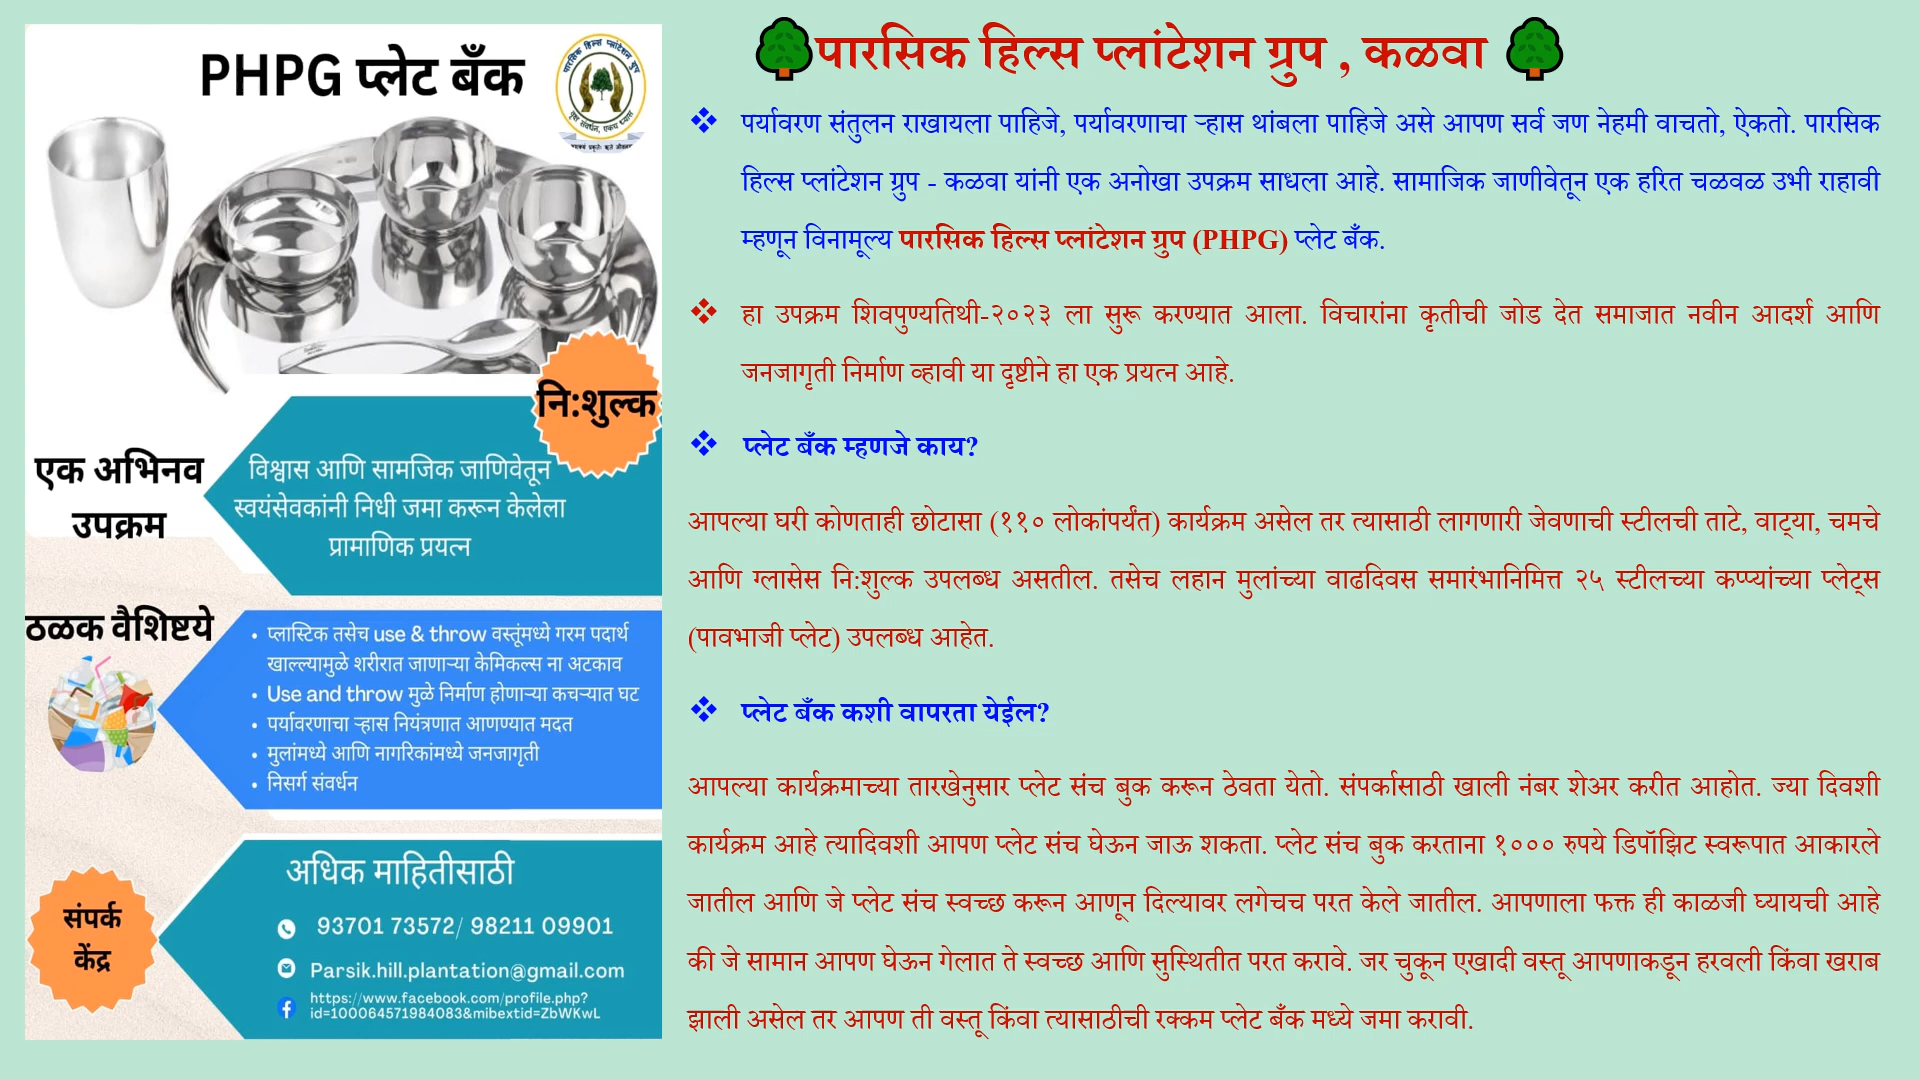 PHPG प्लेट बँक
पारसिक हिल्स प्लांटेशन ग्रुप
वृक्ष संवर्धन, एकच ध्यास
नि:शुल्क
एक अभिनव
उपक्रम
विश्वास आणि सामजिक जाणिवेतून
स्वयंसेवकांनी निधी जमा करून केलेला
प्रामाणिक प्रयत्न
ठळक वैशिष्टये
• प्लास्टिक तसेच use & throw वस्तूंमध्ये गरम पदार्थ
खाल्ल्यामुळे शरीरात जाणाऱ्या केमिकल्स ना अटकाव
• Use and throw मुळे निर्माण होणाऱ्या कचऱ्यात घट
• पर्यावरणाचा ऱ्हास नियंत्रणात आणण्यात मदत
• मुलांमध्ये आणि नागरिकांमध्ये जनजागृती
• निसर्ग संवर्धन
संपर्क
केंद्र
अधिक माहितीसाठी
93701 73572/ 98211 09901
Parsik.hill.plantation@gmail.com
https://www.facebook.com/profile.php?
id=100064571984083&mibextid=ZbWKwL
पारसिक हिल्स प्लांटेशन ग्रुप , कळवा
❖ पर्यावरण संतुलन राखायला पाहिजे, पर्यावरणाचा ऱ्हास थांबला पाहिजे असे आपण सर्व जण नेहमी वाचतो, ऐकतो. पारसिक
हिल्स प्लांटेशन ग्रुप - कळवा यांनी एक अनोखा उपक्रम साधला आहे. सामाजिक जाणीवेतून एक हरित चळवळ उभी राहावी
म्हणून विनामूल्य पारसिक हिल्स प्लांटेशन ग्रुप (PHPG) प्लेट बँक.
❖ हा उपक्रम शिवपुण्यतिथी-२०२३ ला सुरू करण्यात आला. विचारांना कृतीची जोड देत समाजात नवीन आदर्श आणि
जनजागृती निर्माण व्हावी या दृष्टीने हा एक प्रयत्न आहे.
❖ प्लेट बँक म्हणजे काय?
आपल्या घरी कोणताही छोटासा (११० लोकांपर्यंत) कार्यक्रम असेल तर त्यासाठी लागणारी जेवणाची स्टीलची ताटे, वाट्या, चमचे
आणि ग्लासेस नि:शुल्क उपलब्ध असतील. तसेच लहान मुलांच्या वाढदिवस समारंभानिमित्त २५ स्टीलच्या कप्प्यांच्या प्लेट्स
(पावभाजी प्लेट) उपलब्ध आहेत.
❖ प्लेट बँक कशी वापरता येईल?
आपल्या कार्यक्रमाच्या तारखेनुसार प्लेट संच बुक करून ठेवता येतो. संपर्कासाठी खाली नंबर शेअर करीत आहोत. ज्या दिवशी
कार्यक्रम आहे त्यादिवशी आपण प्लेट संच घेऊन जाऊ शकता. प्लेट संच बुक करताना १००० रुपये डिपॉझिट स्वरूपात आकारले
जातील आणि जे प्लेट संच स्वच्छ करून आणून दिल्यावर लगेचच परत केले जातील. आपणाला फक्त ही काळजी घ्यायची आहे
की जे सामान आपण घेऊन गेलात ते स्वच्छ आणि सुस्थितीत परत करावे. जर चुकून एखादी वस्तू आपणाकडून हरवली किंवा खराब
झाली असेल तर आपण ती वस्तू किंवा त्यासाठीची रक्कम प्लेट बँक मध्ये जमा करावी.